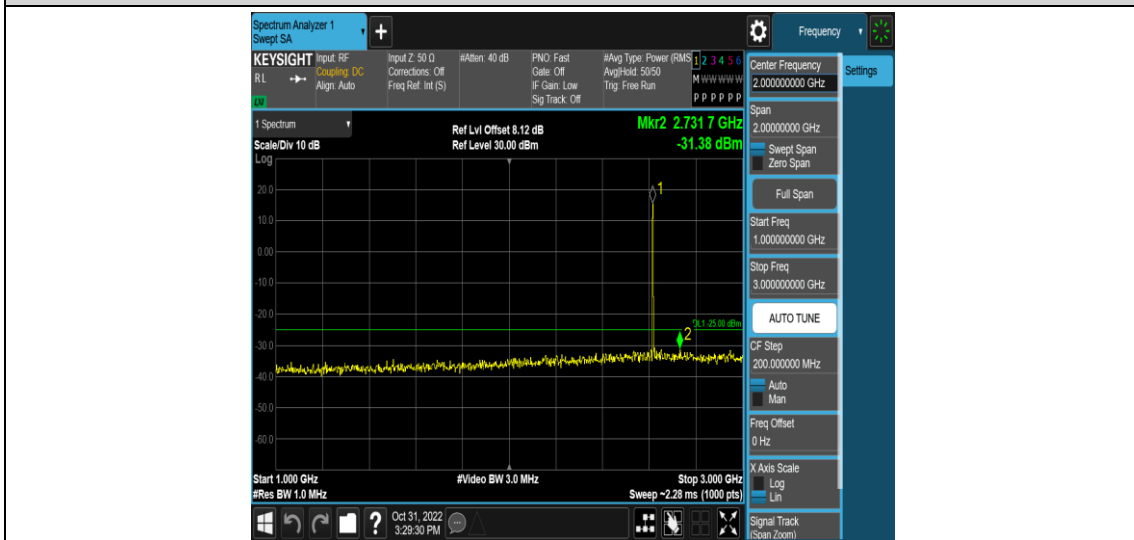 Spectrum Analyzer 1
Swept SA
+
Frequency
KEYSIGHT
RL
LXI
Input: RF
Coupling: DC
Align: Auto
Input Z: 50 Ω
Corrections: Off
Freq Ref: Int (S)
#Atten: 40 dB
PNO: Fast
Gate: Off
IF Gain: Low
Sig Track: Off
#Avg Type: Power (RMS
Avg|Hold: 50/50
Trig: Free Run
1 2 3 4 5 6
M W W W W W
P P P P P P
1 Spectrum
Scale/Div 10 dB
Ref Lvl Offset 8.12 dB
Ref Level 30.00 dBm
Mkr2 2.731 7 GHz
-31.38 dBm
Log
20.0
10.0
0.00
-10.0
-20.0
-30.0
-40.0
-50.0
-60.0
1
2
DL1 -25.00 dBm
Start 1.000 GHz
#Res BW 1.0 MHz
#Video BW 3.0 MHz
Stop 3.000 GHz
Sweep ~2.28 ms (1000 pts)
Center Frequency
2.000000000 GHz
Settings
Span
2.00000000 GHz
Swept Span
Zero Span
Full Span
Start Freq
1.000000000 GHz
Stop Freq
3.000000000 GHz
AUTO TUNE
CF Step
200.000000 MHz
Auto
Man
Freq Offset
0 Hz
X Axis Scale
Log
Lin
Signal Track
(Span Zoom)
?
Oct 31, 2022
3:29:30 PM